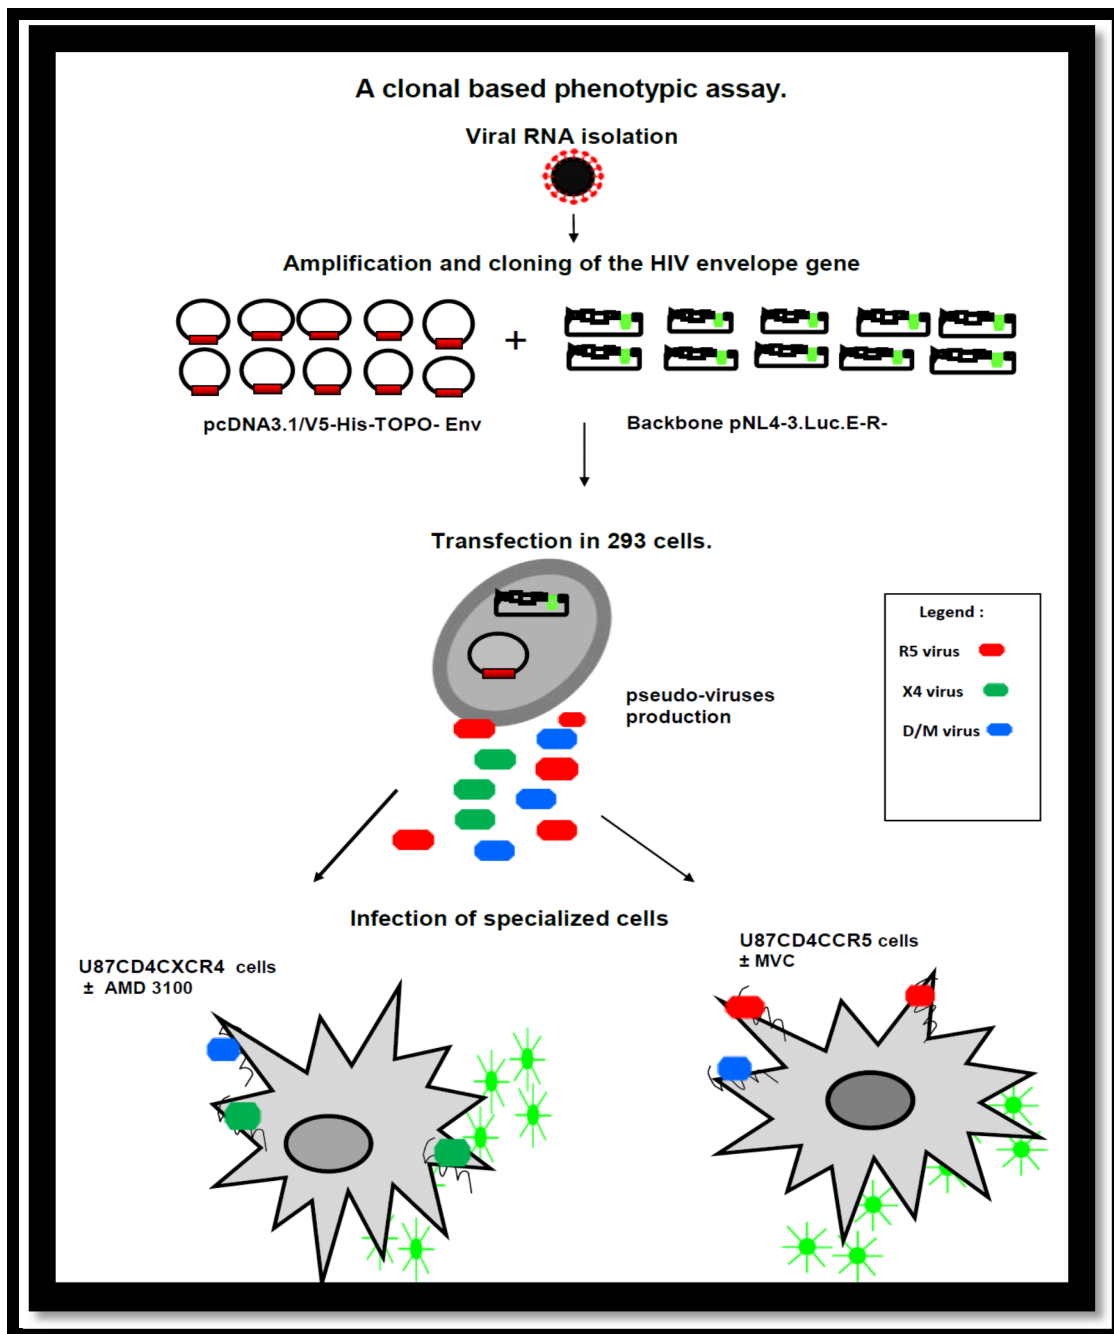 A clonal based phenotypic assay.
Viral RNA isolation
Amplification and cloning of the HIV envelope gene
+
pcDNA3.1/V5-His-TOPO- Env
Backbone pNL4-3.Luc.E-R-
Transfection in 293 cells.
pseudo-viruses
production
Legend :
R5 virus
X4 virus
D/M virus
Infection of specialized cells
U87CD4CXCR4 cells
± AMD 3100
U87CD4CCR5 cells
± MVC